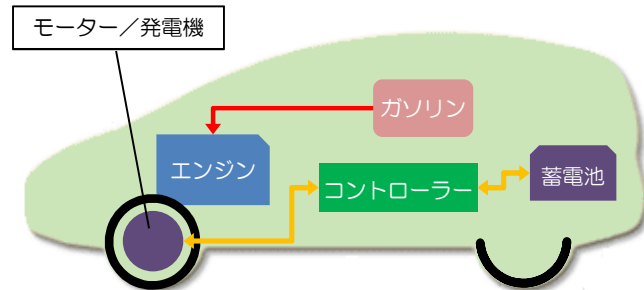 モーター／発電機
ガソリン
エンジン
コントローラー
蓄電池